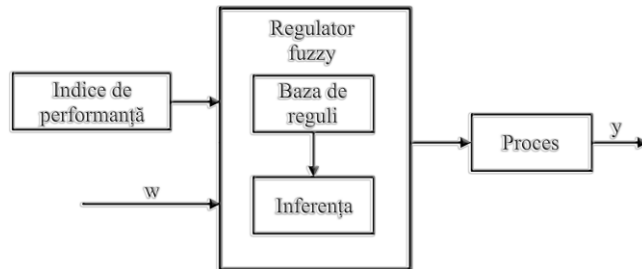 Regulator
fuzzy
Indice de
performanță
Baza de
reguli
Inferența
w
Proces
y